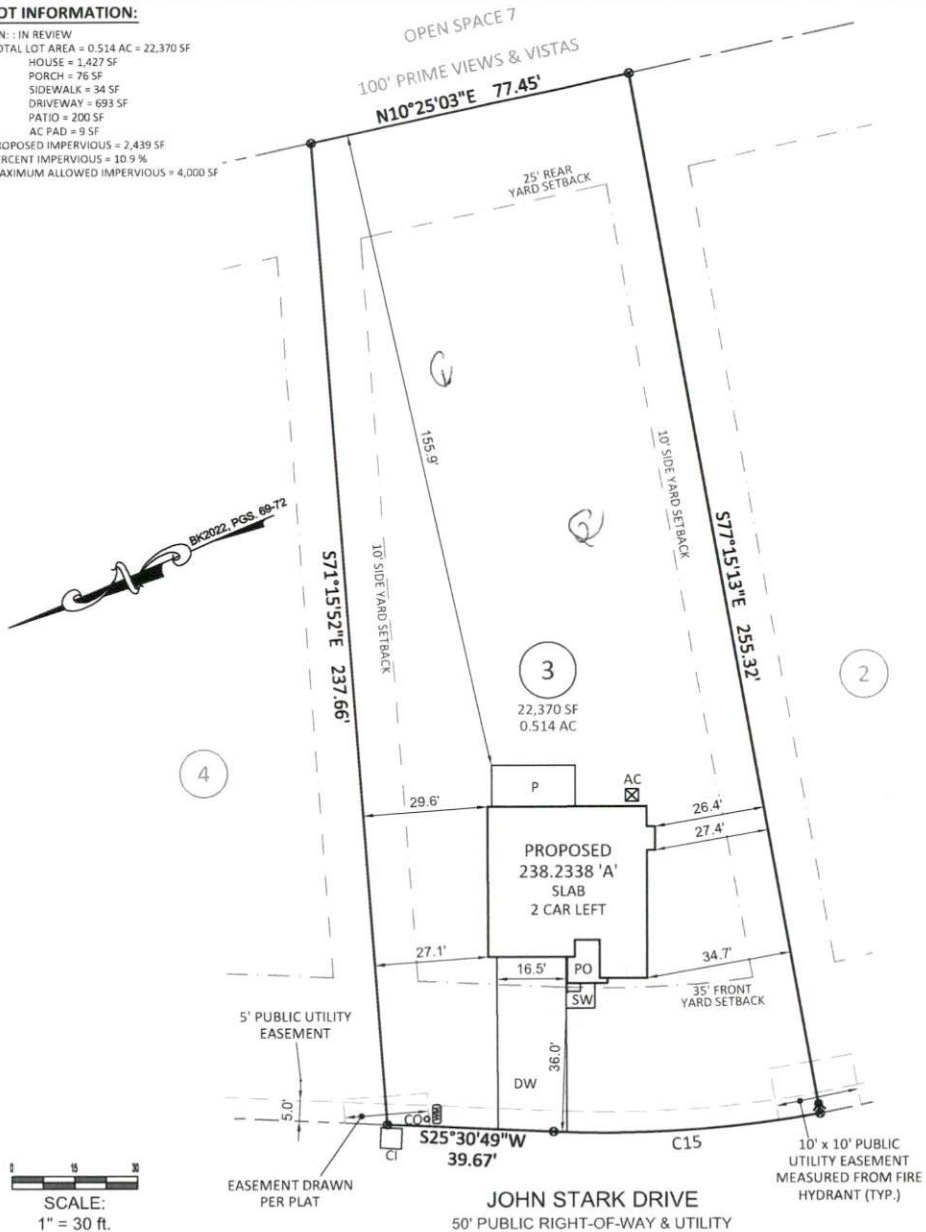 OT INFORMATION:
N: : IN REVIEW
OTAL LOT AREA = 0.514 AC = 22,370 SF
HOUSE = 1,427 SF
PORCH = 76 SF
SIDEWALK = 34 SF
DRIVEWAY = 693 SF
PATIO = 200 SF
AC PAD = 9 SF
ROPOSED IMPERVIOUS = 2,439 SF
ERCENT IMPERVIOUS = 10.9 %
AXIMUM ALLOWED IMPERVIOUS = 4,000 SF
OPEN SPACE 7
100' PRIME VIEWS & VISTAS
N10°25'03"E 77.45'
25' REAR
YARD SETBACK
155.9'
10' SIDE YARD SETBACK
S77°15'13"E 255.32'
BK2022, PGS. 69-72
S71°15'52"E 237.66'
10' SIDE YARD SETBACK
3
22,370 SF
0.514 AC
2
4
P
AC
29.6'
26.4'
27.4'
PROPOSED
238.2338 'A'
SLAB
2 CAR LEFT
27.1'
16.5'
PO
34.7'
SW
35' FRONT
YARD SETBACK
5' PUBLIC UTILITY
EASEMENT
36.0'
DW
5.0'
CO
WM
CI
S25°30'49"W
39.67'
C15
10' x 10' PUBLIC
UTILITY EASEMENT
MEASURED FROM FIRE
HYDRANT (TYP.)
EASEMENT DRAWN
PER PLAT
0 15 30
SCALE:
1" = 30 ft.
JOHN STARK DRIVE
50' PUBLIC RIGHT-OF-WAY & UTILITY